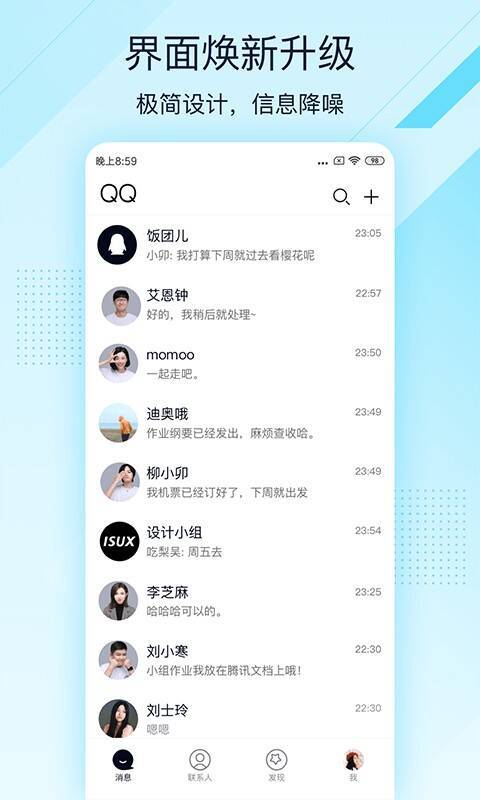 界面焕新升级
极简设计，信息降噪
晚上8:59
98
QQ
饭团儿 23:05
小卯: 我打算下周就过去看樱花呢
艾恩钟 22:57
好的，我稍后就处理~
momoo 23:50
一起走吧。
迪奥哦 23:49
作业纲要已经发出，麻烦查收哈。
柳小卯 23:49
我机票已经订好了，下周就出发
ISUX
设计小组 23:54
吃梨吴: 周五去
李芝麻 23:25
哈哈哈可以的。
刘小寒 22:30
小组作业我放在腾讯文档上哦！
刘士玲 22:30
嗯嗯
消息 联系人 发现 我